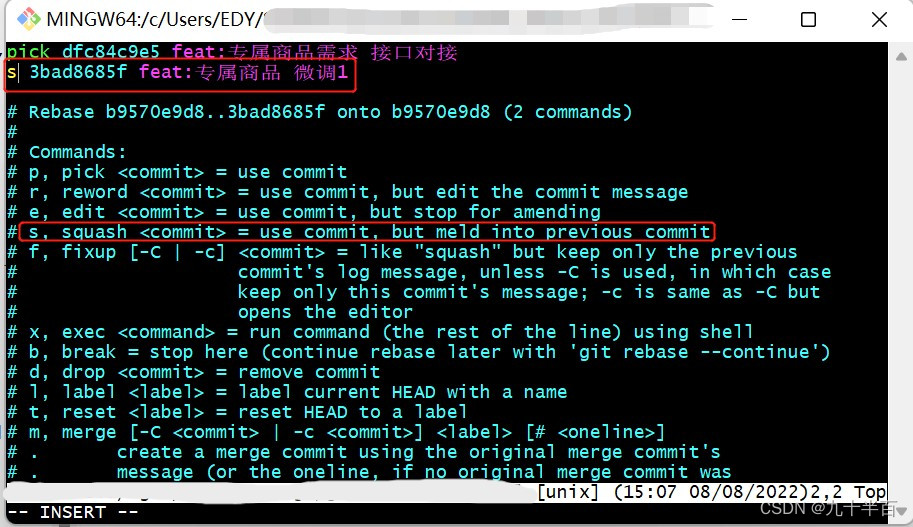 MINGW64:/c/Users/EDY/
pick dfc84c9e5 feat:专属商品需求 接口对接
s 3bad8685f feat:专属商品 微调1
# Rebase b9570e9d8..3bad8685f onto b9570e9d8 (2 commands)
#
# Commands:
# p, pick <commit> = use commit
# r, reword <commit> = use commit, but edit the commit message
# e, edit <commit> = use commit, but stop for amending
# s, squash <commit> = use commit, but meld into previous commit
# f, fixup [-C | -c] <commit> = like "squash" but keep only the previous
#                    commit's log message, unless -C is used, in which case
#                    keep only this commit's message; -c is same as -C but
#                    opens the editor
# x, exec <command> = run command (the rest of the line) using shell
# b, break = stop here (continue rebase later with 'git rebase --continue')
# d, drop <commit> = remove commit
# l, label <label> = label current HEAD with a name
# t, reset <label> = reset HEAD to a label
# m, merge [-C <commit> | -c <commit>] <label> [# <oneline>]
# .       create a merge commit using the original merge commit's
# .       message (or the oneline, if no original merge commit was
[unix] (15:07 08/08/2022)2,2 Top
-- INSERT --
CSDN @九十半百